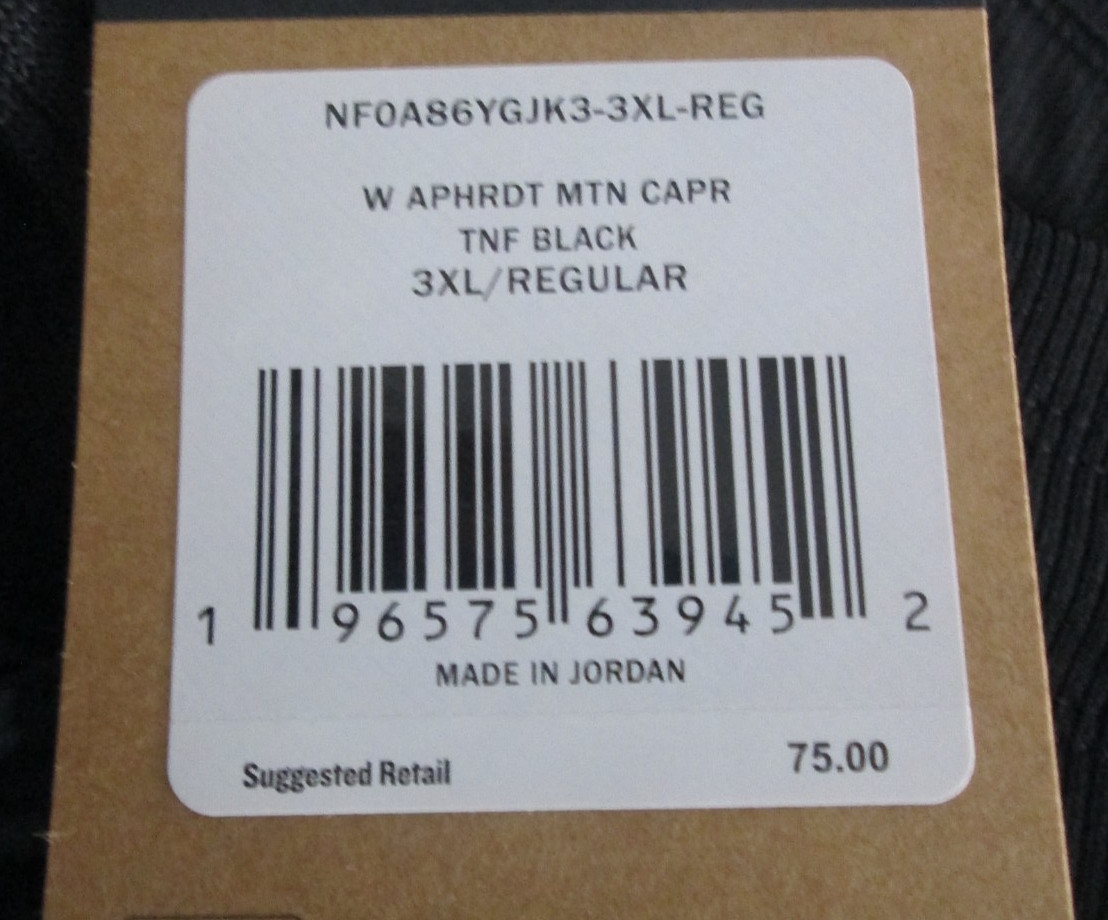 NF0A86YGJK3-3XL-REG
W APHRDT MTN CAPR
TNF BLACK
3XL/REGULAR
1 96575 63945 2
MADE IN JORDAN
Suggested Retail 75.00